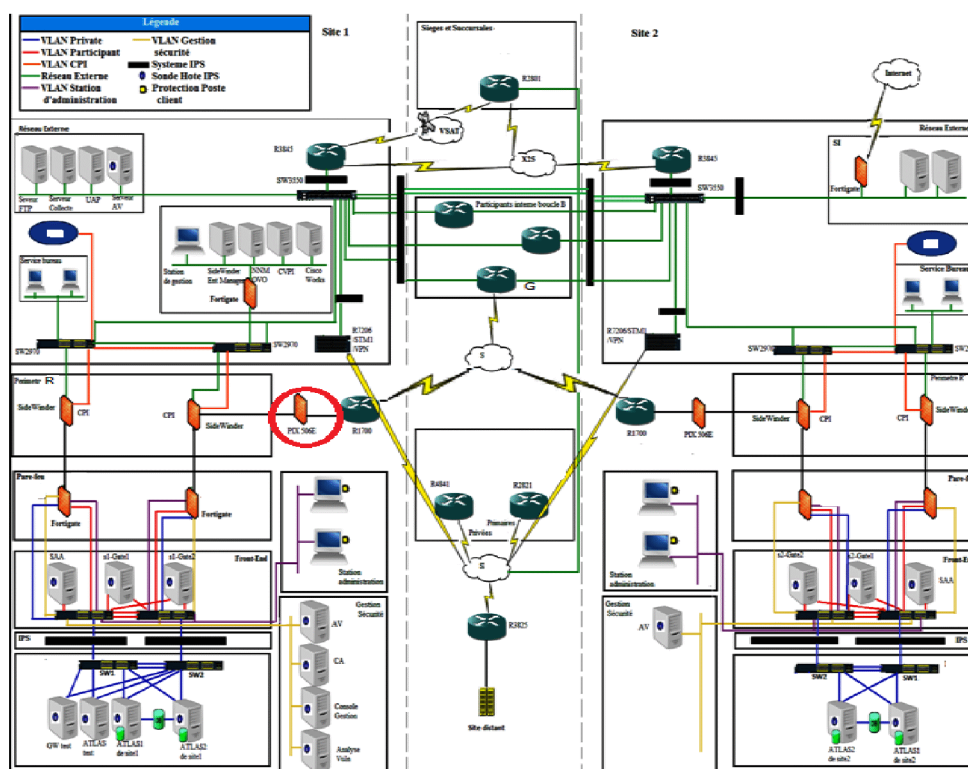 Légende
VLAN Private
VLAN Participant
VLAN CPI
Réseau Externe
VLAN Station
d'administration
VLAN Gestion
sécurité
Systeme IPS
Sonde Hote IPS
Protection Poste
client
Site 1
Sieges et Succursales
Site 2
R2801
Internet
VSAT
Réseau Externe
Réseau Externe
SI
R3845
X25
R3845
SW3550
SW3550
Fortigate
Serveur
FTP
Serveur
Collecte
UAP
Serveur
AV
Participants interne boucle B
Station
de gestion
SideWinder
Ent Manager
NNM
OVO
CVPI
Cisco
Works
Fortigate
G
Service bureau
Service Bureau
R7206
/STM1
/VPN
R7206/STM1
/VPN
SW2970
SW2970
SW2970
S
Perimetr R
Perimetre R
SideWinder
CPI
CPI
SideWinder
PIX 506E
R1700
R1700
PIX 506E
SideWinder
CPI
CPI
SideWinder
Pare-feu
Fortigate
Fortigate
R4841
R2821
Privées
Primaires
S
Station
administration
Station
administration
SAA
s1-Gate1
s1-Gate2
Front-End
s2-Gate2
s2-Gate1
SAA
Gestion
Sécurité
Gestion
Sécurité
AV
AV
CA
Console
Gestion
Analyse
Vuln
R3825
Site distant
IPS
IPS
SW1
SW2
SW2
SW1
GW test
ATLAS
test
ATLAS1
de site1
ATLAS2
de site1
ATLAS2
de site2
ATLAS1
de site2